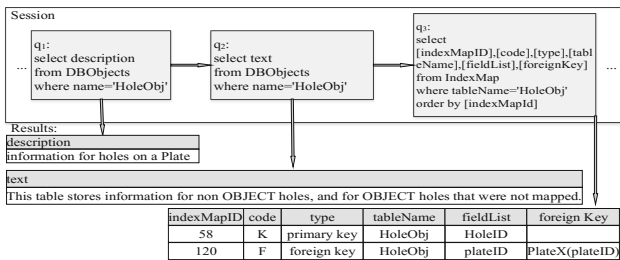 Session
...
q1:
select description
from DBObjects
where name='HoleObj'
q2:
select text
from DBObjects
where name='HoleObj'
q3:
select
[indexMapID],[code],[type],[tabl
eName],[fieldList],[foreignKey]
from IndexMap
where tableName='HoleObj'
order by [indexMapId]
...
Results:
description
information for holes on a Plate
text
This table stores information for non OBJECT holes, and for OBJECT holes that were not mapped.
indexMapID code type tableName fieldList foreign Key
58 K primary key HoleObj HoleID
120 F foreign key HoleObj plateID PlateX(plateID)